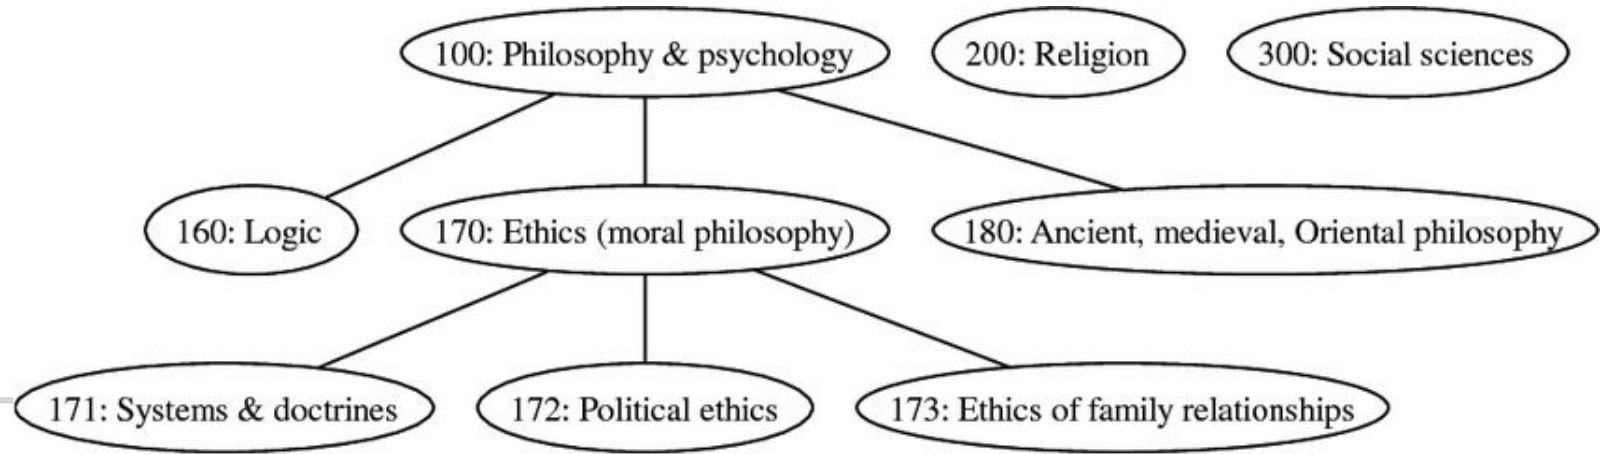 100: Philosophy & psychology
200: Religion
300: Social sciences
160: Logic
170: Ethics (moral philosophy)
180: Ancient, medieval, Oriental philosophy
171: Systems & doctrines
172: Political ethics
173: Ethics of family relationships